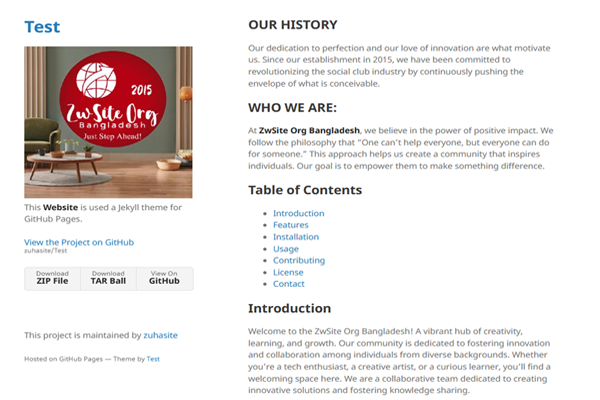 Test
2015
ZwSite Org
Bangladesh
Just Step Ahead!
This Website is used a Jekyll theme for
GitHub Pages.
View the Project on GitHub
zuhasite/Test
Download
ZIP File
Download
TAR Ball
View On
GitHub
This project is maintained by zuhasite
Hosted on GitHub Pages — Theme by Test
OUR HISTORY
Our dedication to perfection and our love of innovation are what motivate
us. Since our establishment in 2015, we have been committed to
revolutionizing the social club industry by continuously pushing the
envelope of what is conceivable.
WHO WE ARE:
At ZwSite Org Bangladesh, we believe in the power of positive impact. We
follow the philosophy that "One can't help everyone, but everyone can do
for someone." This approach helps us create a community that inspires
individuals. Our goal is to empower them to make something difference.
Table of Contents
Introduction
Features
Installation
Usage
Contributing
License
Contact
Introduction
Welcome to the ZwSite Org Bangladesh! A vibrant hub of creativity,
learning, and growth. Our community is dedicated to fostering innovation
and collaboration among individuals from diverse backgrounds. Whether
you're a tech enthusiast, a creative artist, or a curious learner, you'll find a
welcoming space here. We are a collaborative team dedicated to creating
innovative solutions and fostering knowledge sharing.